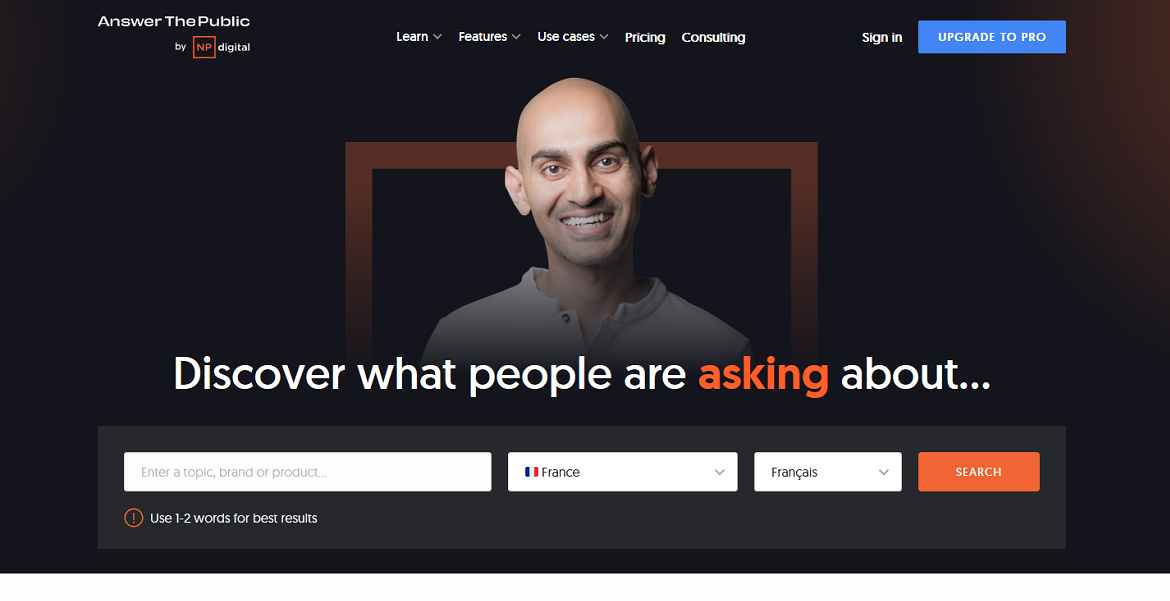 Answer The Public
by NP digital
Learn Features Use cases Pricing Consulting Sign in UPGRADE TO PRO
Discover what people are asking about...
Enter a topic, brand or product... France Français SEARCH
! Use 1-2 words for best results